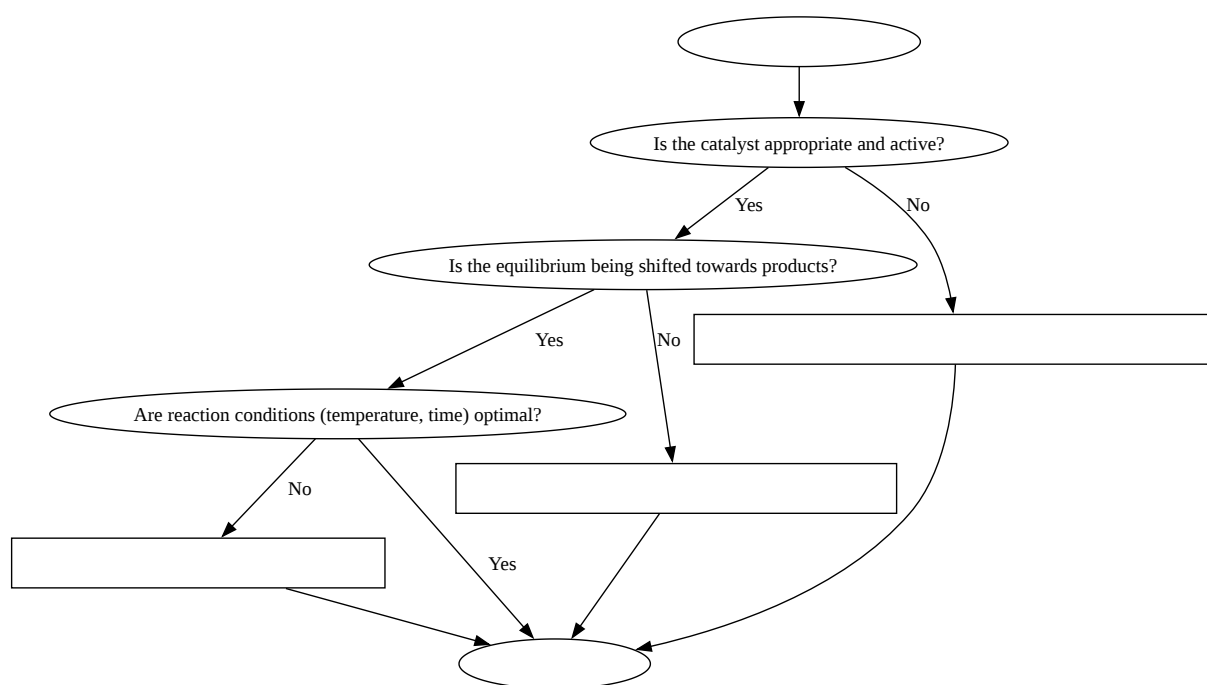 Is the catalyst appropriate and active?
Yes
No
Is the equilibrium being shifted towards products?
Yes
No
Are reaction conditions (temperature, time) optimal?
No
Yes